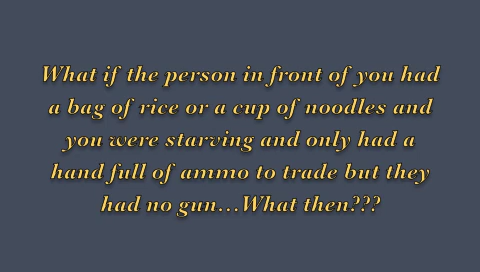 What if the person in front of you had
a bag of rice or a cup of noodles and
you were starving and only had a
hand full of ammo to trade but they
had no gun...What then???